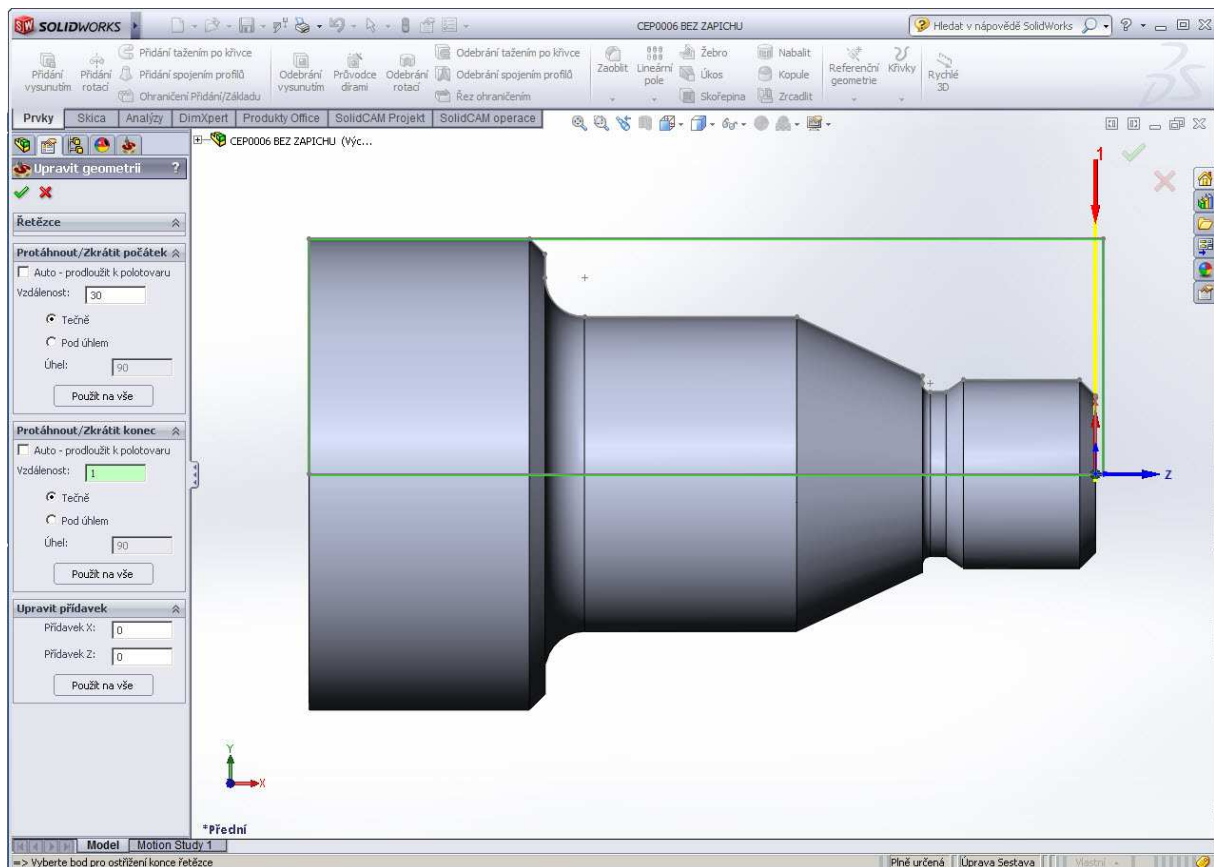 SOLIDWORKS
CEP0006 BEZ ZAPICHU
Hledat v nápovědě SolidWorks
Přidání vysunutím
Přidání rotací
Přidání tažením po křivce
Přidání spojením profilů
Ohraničení Přidání/Základu
Odebrání vysunutím
Průvodce dírami
Odebrání rotací
Odebrání tažením po křivce
Odebrání spojením profilů
Řez ohraničením
Zaoblit
Lineární pole
Žebro
Úkos
Skořepina
Nabalit
Kopule
Zrcadlit
Referenční geometrie
Křivky
Rychlé 3D
Prvky Skica Analýzy DimXpert Produkty Office SolidCAM Projekt SolidCAM operace
CEP0006 BEZ ZAPICHU (Výc...
Upravit geometrii ?
Řetězce
Protáhnout/Zkrátit počátek
Auto - prodloužit k polotovaru
Vzdálenost: 30
Tečně
Pod úhlem
Úhel: 90
Použít na vše
Protáhnout/Zkrátit konec
Auto - prodloužit k polotovaru
Vzdálenost: 1
Tečně
Pod úhlem
Úhel: 90
Použít na vše
Upravit přídavek
Přídavek X: 0
Přídavek Z: 0
Použít na vše
1
X
Z
Y
X
*Přední
Model Motion Study 1
=> Vyberte bod pro ostřížení konce řetězce
Plně určená Úprava Sestava Vlastní